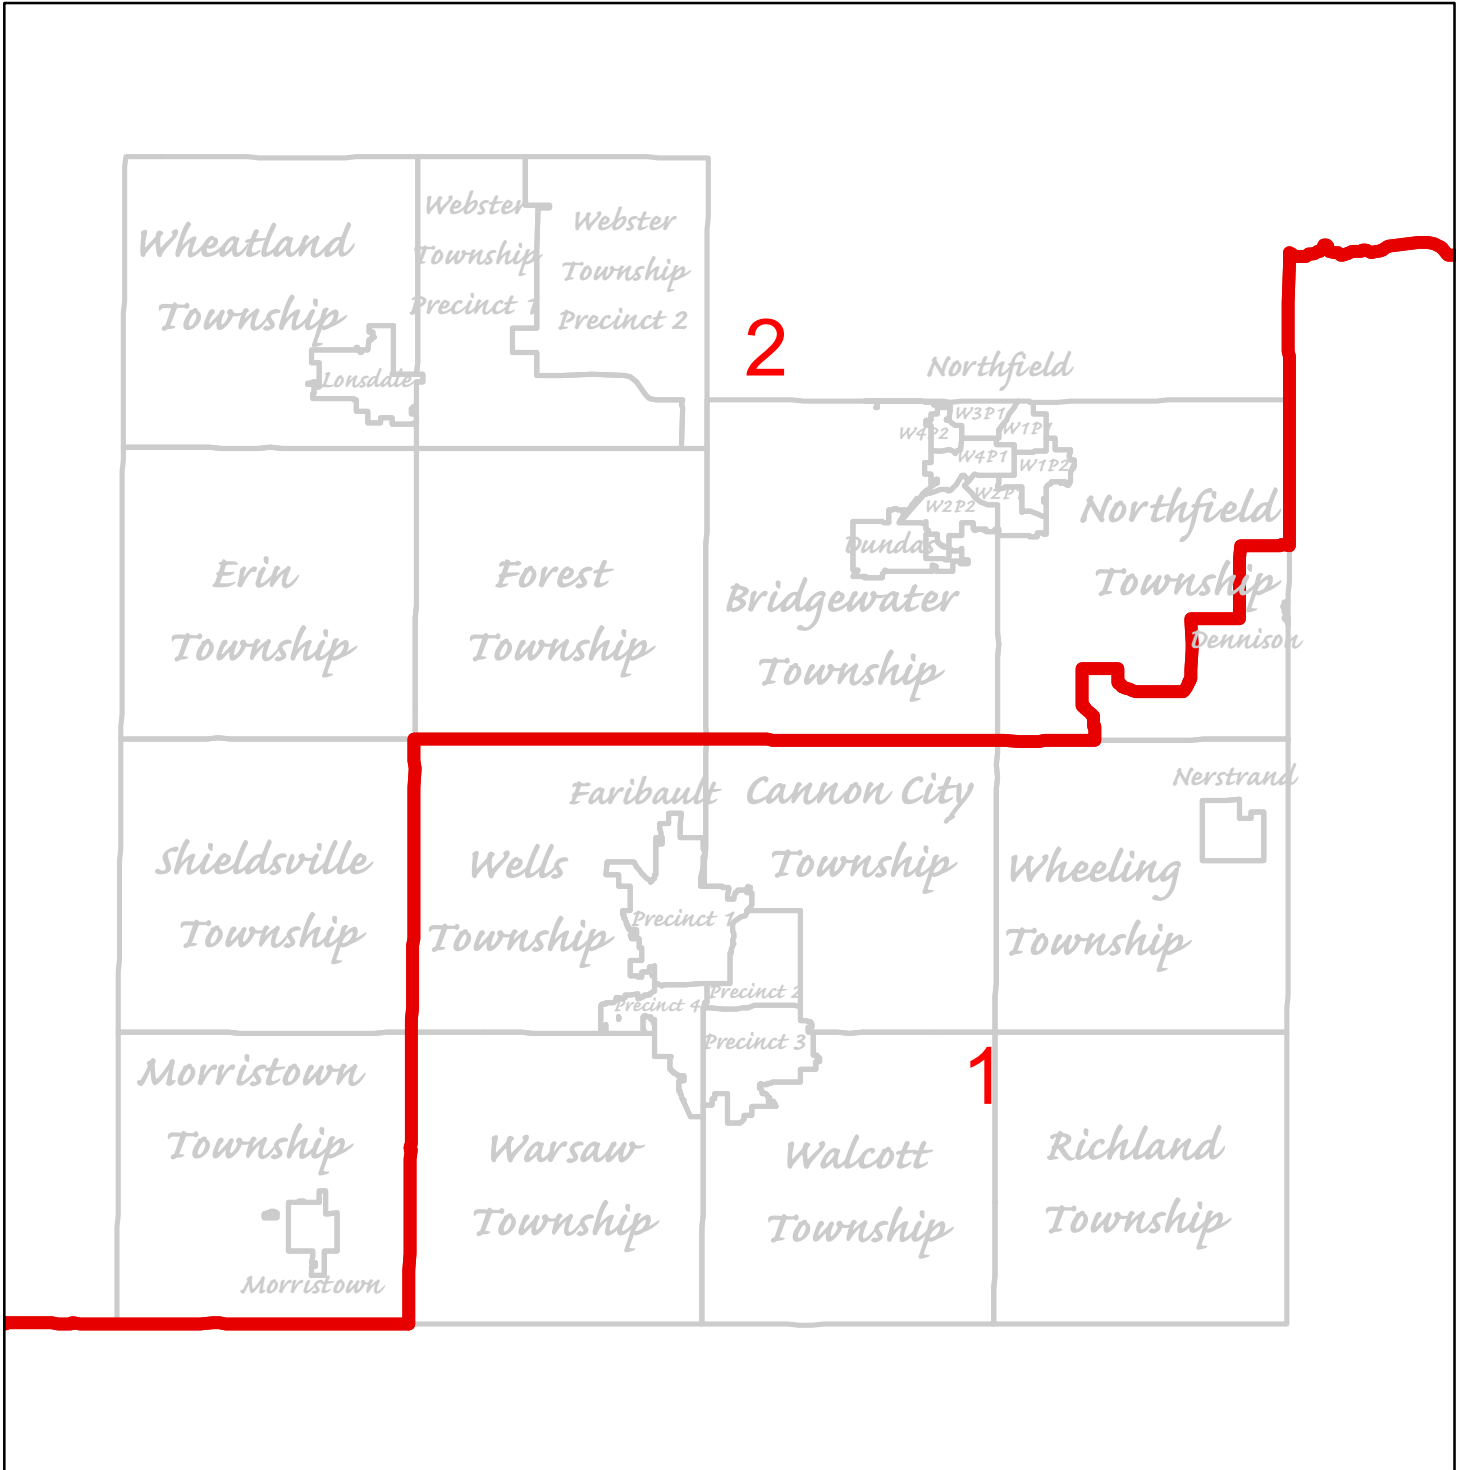 Wheatland
Township
Lonsdale
Webster
Township
Precinct 1
Webster
Township
Precinct 2
2
Northfield
W3P1
W1P1
W4P2
W4P1
W1P2
W2P1
W2P2
Dundas
Northfield
Township
Dennison
Erin
Township
Forest
Township
Bridgewater
Township
Shieldsville
Township
Wells
Township
Faribault
Precinct 1
Precinct 2
Precinct 4
Precinct 3
Cannon City
Township
Nerstrand
Wheeling
Township
Morristown
Township
Morristown
Warsaw
Township
1
Walcott
Township
Richland
Township